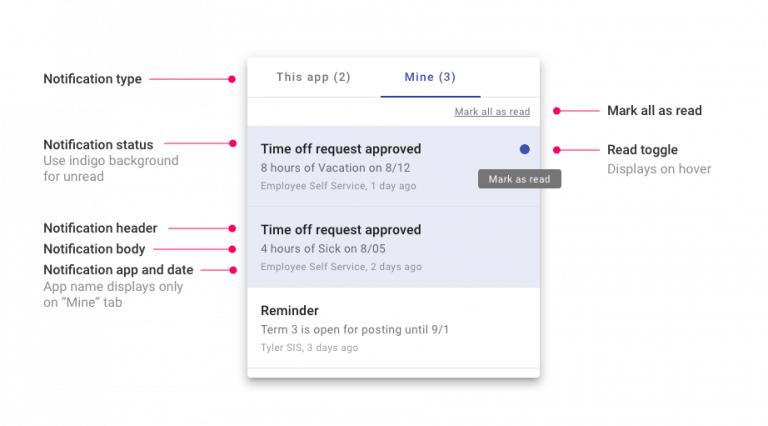 Notification type
Notification status
Use indigo background
for unread
Notification header
Notification body
Notification app and date
App name displays only
on “Mine” tab
This app (2)
Mine (3)
Mark all as read
Time off request approved
8 hours of Vacation on 8/12
Employee Self Service, 1 day ago
Mark as read
Time off request approved
4 hours of Sick on 8/05
Employee Self Service, 2 days ago
Reminder
Term 3 is open for posting until 9/1
Tyler SIS, 3 days ago
Mark all as read
Read toggle
Displays on hover